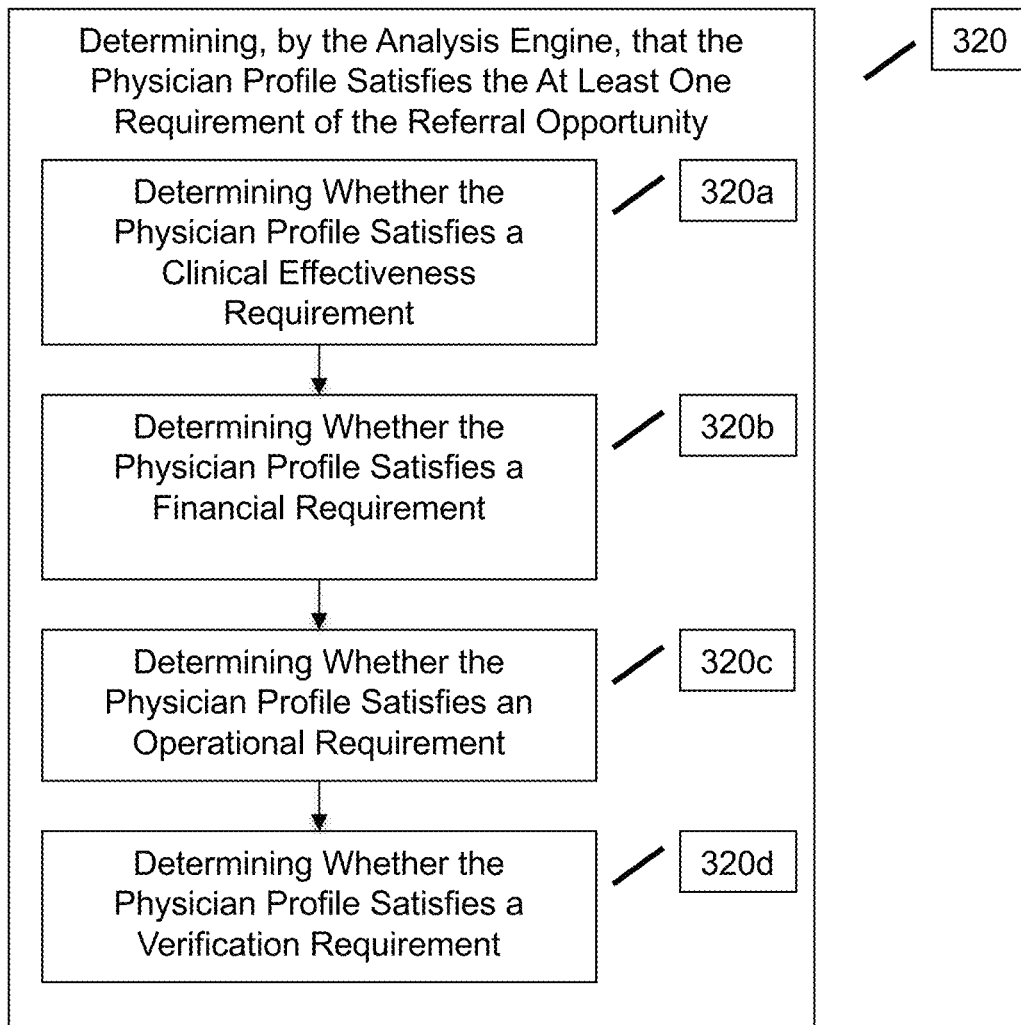 Determining, by the Analysis Engine, that the
Physician Profile Satisfies the At Least One
Requirement of the Referral Opportunity
320
Determining Whether the
Physician Profile Satisfies a
Clinical Effectiveness
Requirement
320a
Determining Whether the
Physician Profile Satisfies a
Financial Requirement
320b
Determining Whether the
Physician Profile Satisfies an
Operational Requirement
320c
Determining Whether the
Physician Profile Satisfies a
Verification Requirement
320d